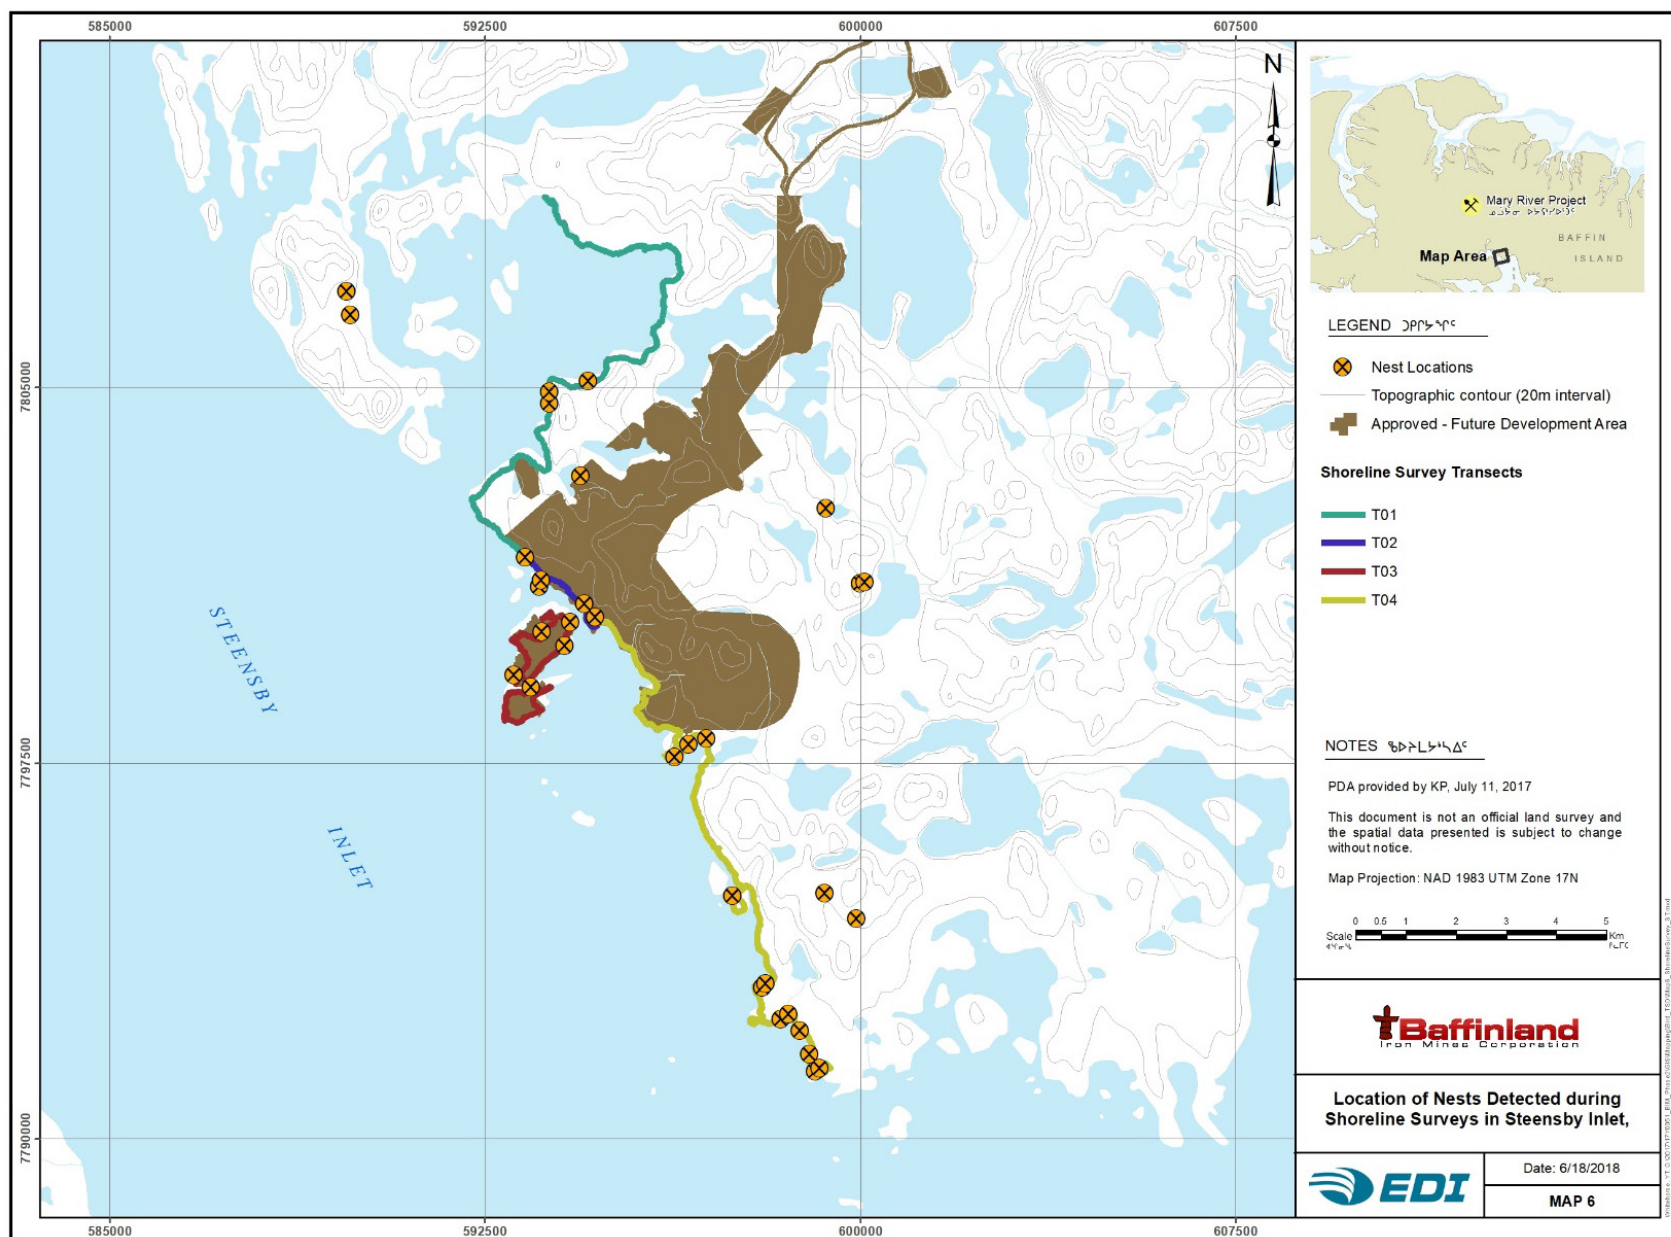 585000 592500 600000 607500
7805000
7797500
7790000
STEENSBY
INLET
N
Mary River Project
BAFFIN
ISLAND
Map Area
LEGEND
Nest Locations
Topographic contour (20m interval)
Approved - Future Development Area
Shoreline Survey Transects
T01
T02
T03
T04
NOTES
PDA provided by KP, July 11, 2017
This document is not an official land survey and
the spatial data presented is subject to change
without notice.
Map Projection: NAD 1983 UTM Zone 17N
0 0.5 1 2 3 4 5
Scale Km
Baffinland
Iron Mines Corporation
Location of Nests Detected during
Shoreline Surveys in Steensby Inlet,
EDI
Date: 6/18/2018
MAP 6
585000 592500 600000 607500